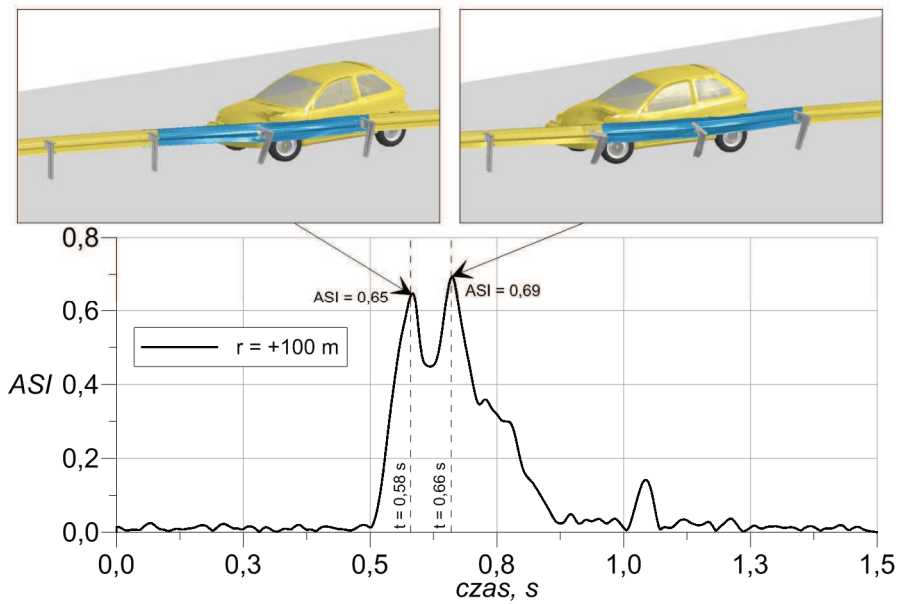 0,8
ASI = 0,65
ASI = 0,69
0,6
r = +100 m
ASI 0,4
0,2
t = 0,58 s
t = 0,66 s
0,0
0,0 0,3 0,5 0,8 1,0 1,3 1,5
czas, s